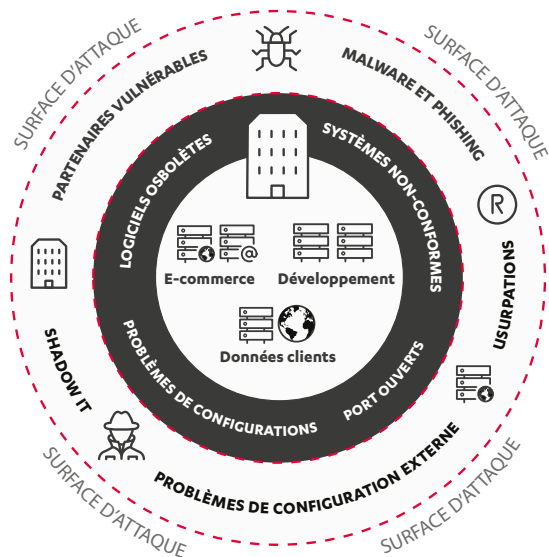 SURFACE D'ATTAQUE
SURFACE D'ATTAQUE
PARTENAIRES VULNÉRABLES
MALWARE ET PHISHING
LOGICIELS OSBOLÈTES
SYSTÈMES NON-CONFORMES
R
@
E-commerce
Développement
USURPATIONS
Données clients
SHADOW IT
PROBLÈMES DE CONFIGURATIONS
PORT OUVERTS
PROBLÈMES DE CONFIGURATION EXTERNE
SURFACE D'ATTAQUE
SURFACE D'ATTAQUE